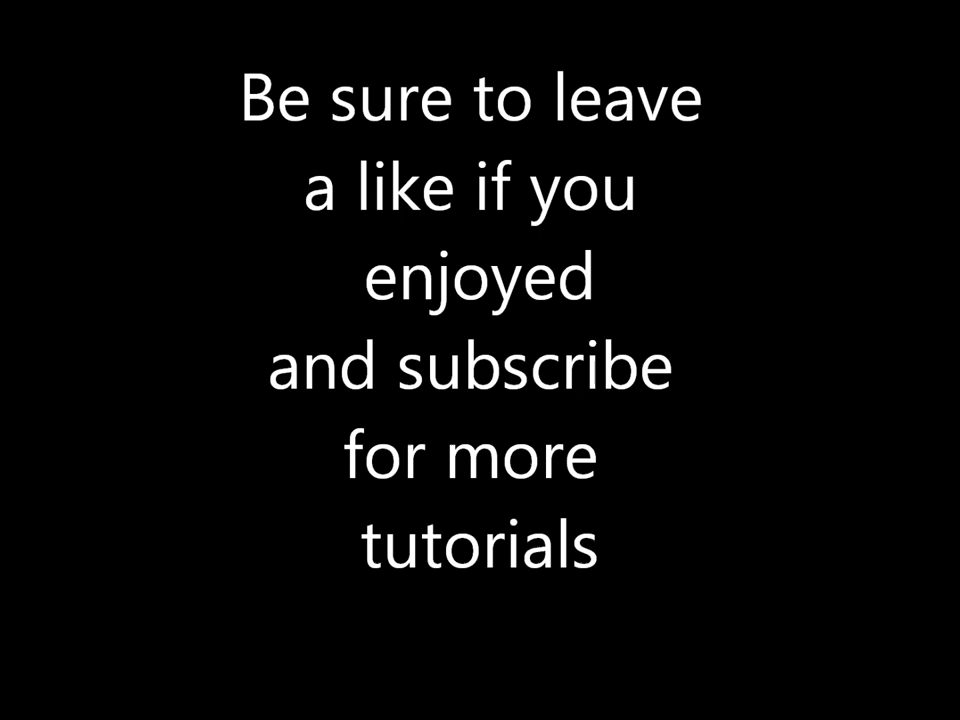 Be sure to leave
a like if you
enjoyed
and subscribe
for more
tutorials